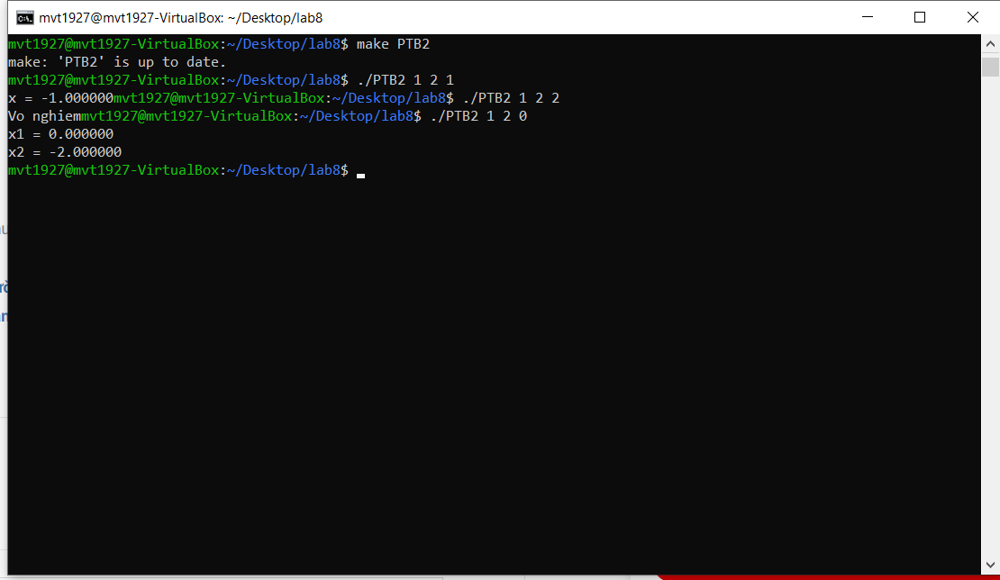 mvt1927@mvt1927-VirtualBox: ~/Desktop/lab8
mvt1927@mvt1927-VirtualBox:~/Desktop/lab8$ make PTB2
make: 'PTB2' is up to date.
mvt1927@mvt1927-VirtualBox:~/Desktop/lab8$ ./PTB2 1 2 1
x = -1.000000mvt1927@mvt1927-VirtualBox:~/Desktop/lab8$ ./PTB2 1 2 2
Vo nghiemmvt1927@mvt1927-VirtualBox:~/Desktop/lab8$ ./PTB2 1 2 0
x1 = 0.000000
x2 = -2.000000
mvt1927@mvt1927-VirtualBox:~/Desktop/lab8$